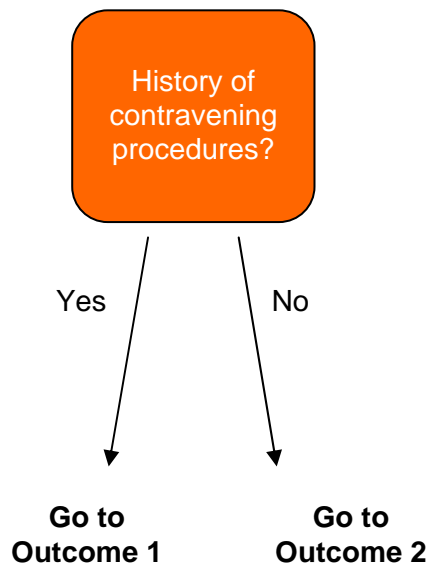 History of
contravening
procedures?
Yes
No
Go to
Outcome 1
Go to
Outcome 2